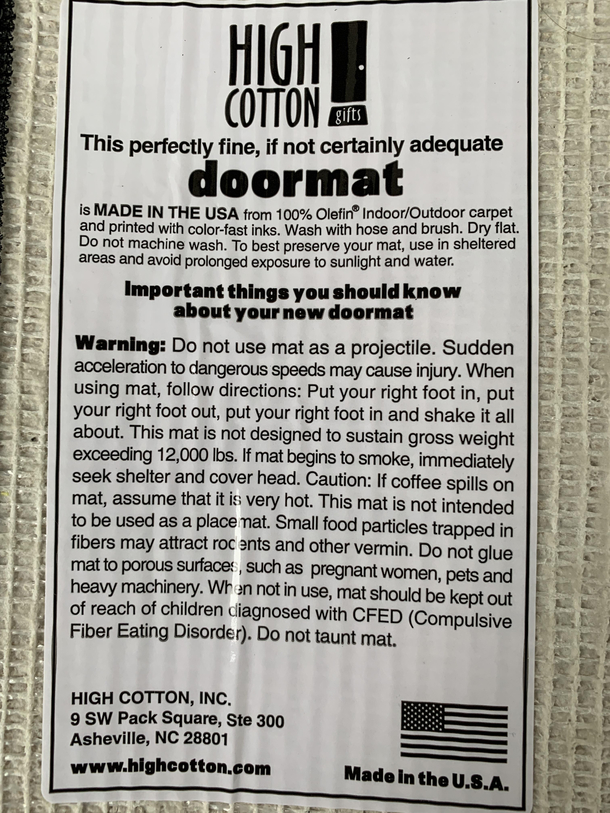 HIGH
COTTON
gifts
This perfectly fine, if not certainly adequate
doormat
is MADE IN THE USA from 100% Olefin® Indoor/Outdoor carpet
and printed with color-fast inks. Wash with hose and brush. Dry flat.
Do not machine wash. To best preserve your mat, use in sheltered
areas and avoid prolonged exposure to sunlight and water.
Important things you should know
about your new doormat
Warning: Do not use mat as a projectile. Sudden
acceleration to dangerous speeds may cause injury. When
using mat, follow directions: Put your right foot in, put
your right foot out, put your right foot in and shake it all
about. This mat is not designed to sustain gross weight
exceeding 12,000 lbs. If mat begins to smoke, immediately
seek shelter and cover head. Caution: If coffee spills on
mat, assume that it is very hot. This mat is not intended
to be used as a placemat. Small food particles trapped in
fibers may attract rodents and other vermin. Do not glue
mat to porous surfaces, such as pregnant women, pets and
heavy machinery. When not in use, mat should be kept out
of reach of children diagnosed with CFED (Compulsive
Fiber Eating Disorder). Do not taunt mat.
HIGH COTTON, INC.
9 SW Pack Square, Ste 300
Asheville, NC 28801
www.highcotton.com
Made in the U.S.A.